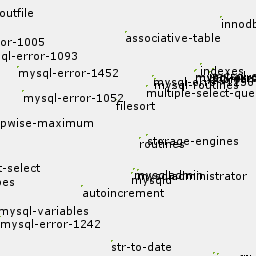 outfile
innodb
associative-table
or-1005
ql-error-1093
mysql-error-1452
indexes
mysql-routines
multiple-select-que
mysql-error-1052
filesort
pwise-maximum
storage-engines
routines
t-select
mysqladministrator
mysqld
pes
autoincrement
mysql-variables
mysql-error-1242
str-to-date